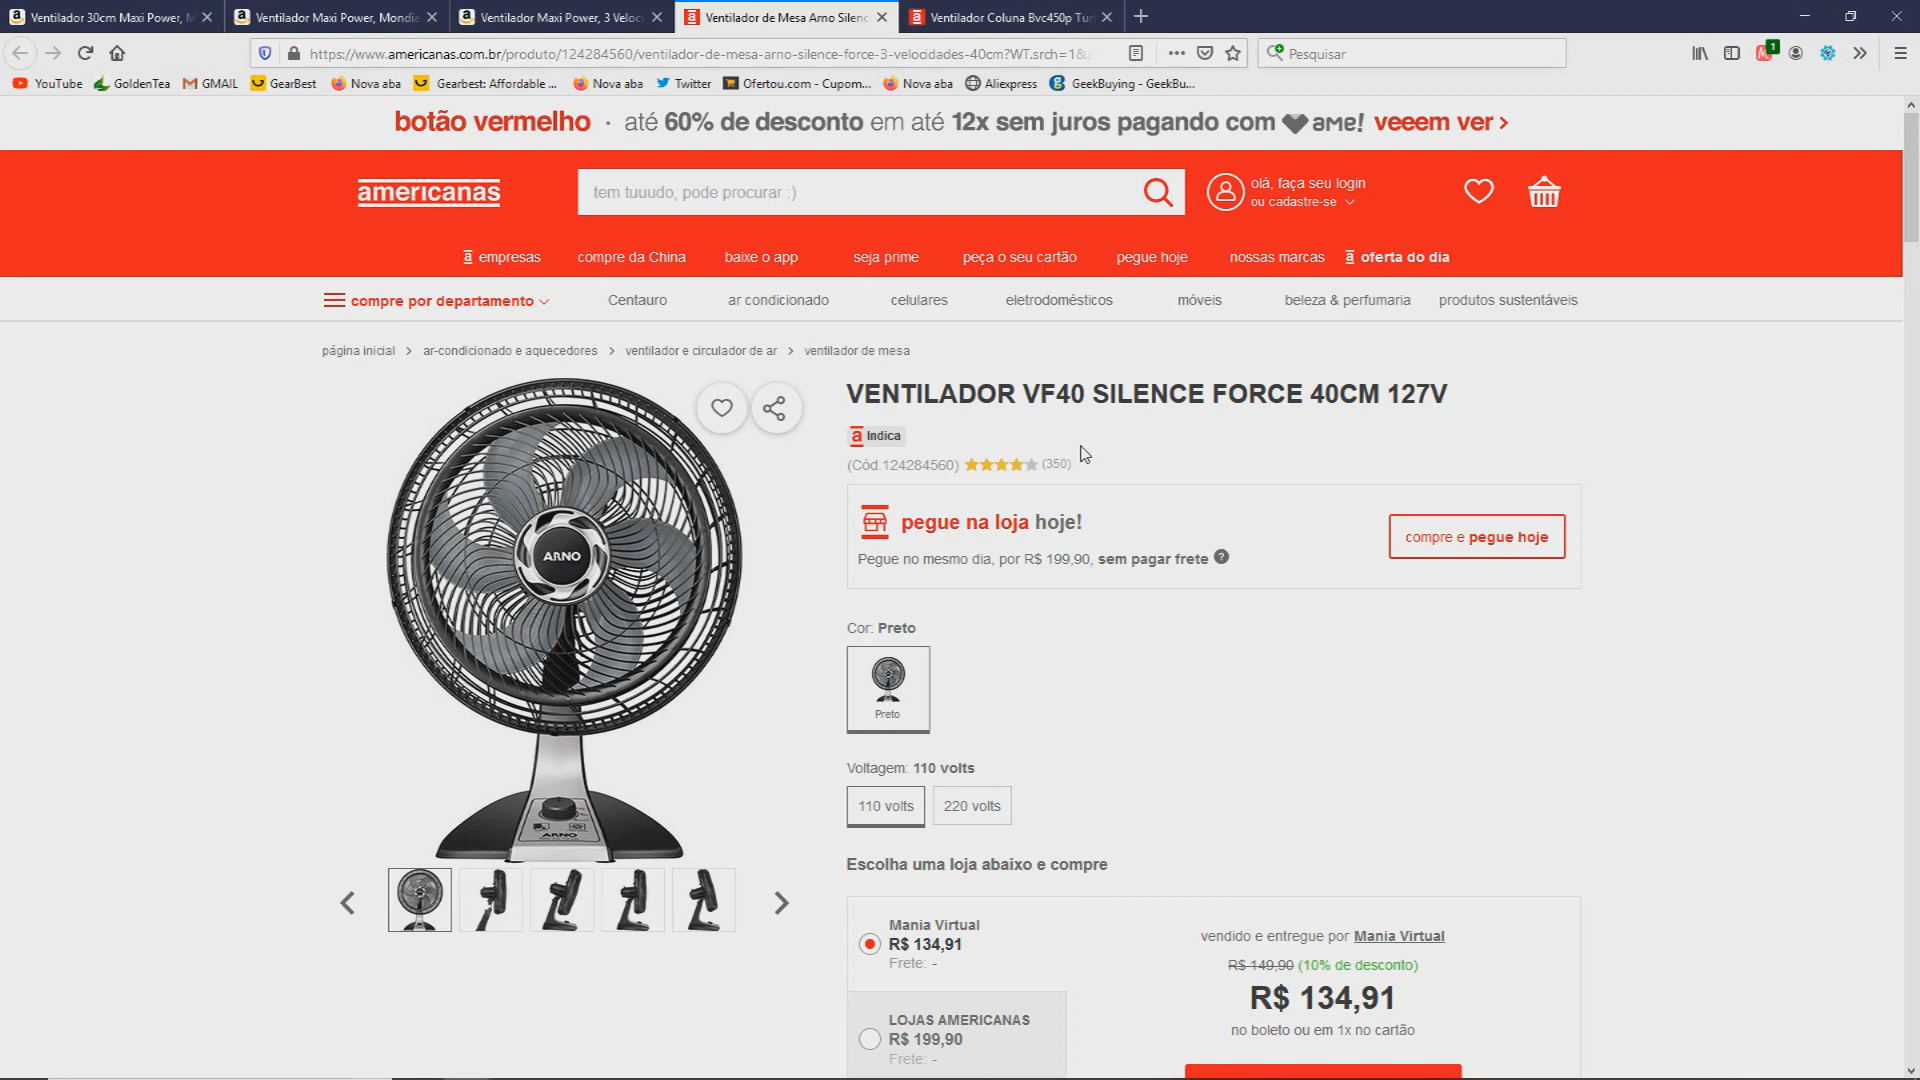 Ventilador 30cm Maxi Power, M
Ventilador Maxi Power, Mondia
Ventilador Maxi Power, 3 Veloc
Ventilador de Mesa Arno Silenc
Ventilador Coluna Bvc450p Tur
https://www.americanas.com.br/produto/124284560/ventilador-de-mesa-arno-silence-force-3-velocidades-40cm?WT.srch=1&
Pesquisar
1
YouTube
GoldenTea
GMAIL
GearBest
Nova aba
Gearbest: Affordable ...
Nova aba
Twitter
Ofertou.com - Cupom...
Nova aba
Aliexpress
GeekBuying - GeekBu...
botão vermelho · até 60% de desconto em até 12x sem juros pagando com ame! veeem ver >
americanas
tem tuuudo, pode procurar :)
olá, faça seu login
ou cadastre-se
a empresas
compre da China
baixe o app
seja prime
peça o seu cartão
pegue hoje
nossas marcas
a oferta do dia
compre por departamento
Centauro
ar condicionado
celulares
eletrodomésticos
móveis
beleza & perfumaria
produtos sustentáveis
página inicial > ar-condicionado e aquecedores > ventilador e circulador de ar > ventilador de mesa
VENTILADOR VF40 SILENCE FORCE 40CM 127V
a Indica
(Cód.124284560) (350)
pegue na loja hoje!
Pegue no mesmo dia, por R$ 199,90, sem pagar frete ?
compre e pegue hoje
ARNO
ARNO
Cor: Preto
Preto
Voltagem: 110 volts
110 volts
220 volts
Escolha uma loja abaixo e compre
Mania Virtual
R$ 134,91
Frete: -
LOJAS AMERICANAS
R$ 199,90
Frete: -
vendido e entregue por Mania Virtual
R$ 149,90 (10% de desconto)
R$ 134,91
no boleto ou em 1x no cartão